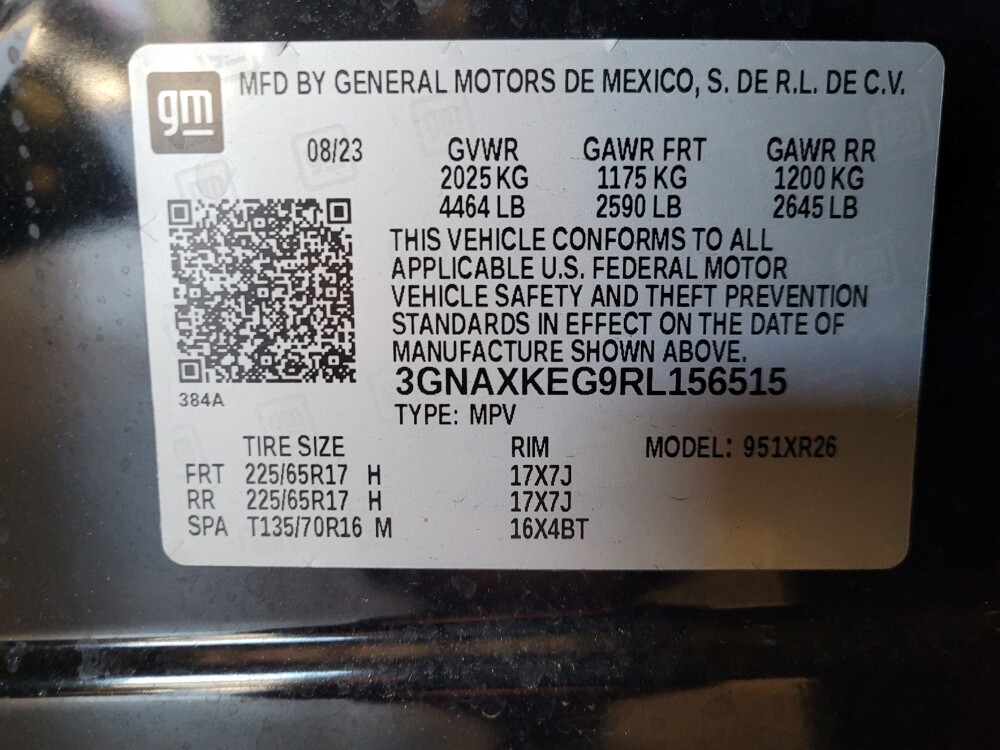 gm
MFD BY GENERAL MOTORS DE MEXICO, S. DE R.L. DE C.V.
08/23 GVWR GAWR FRT GAWR RR
2025 KG 1175 KG 1200 KG
4464 LB 2590 LB 2645 LB
THIS VEHICLE CONFORMS TO ALL
APPLICABLE U.S. FEDERAL MOTOR
VEHICLE SAFETY AND THEFT PREVENTION
STANDARDS IN EFFECT ON THE DATE OF
MANUFACTURE SHOWN ABOVE.
3GNAXKEG9RL156515
384A
TYPE: MPV
TIRE SIZE RIM MODEL: 951XR26
FRT 225/65R17 H 17X7J
RR 225/65R17 H 17X7J
SPA T135/70R16 M 16X4BT